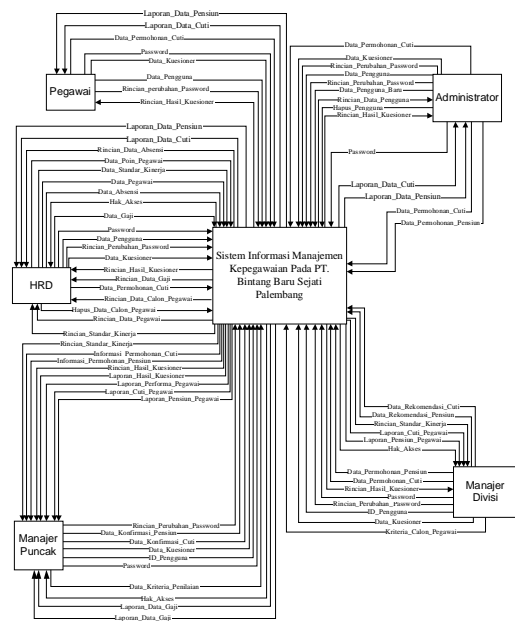 Laporan_Data_Pensiun
Laporan_Data_Cuti
Data_Permohonan_Cuti
Password
Data_Kuesioner
Pegawai
Data_Pengguna
Rincian_perubahan_Password
Rincian_Hasil_Kuesioner
Data_Permohonan_Cuti
Data_Kuesioner
Rincian_Perubahan_Password
Data_Pengguna
Rincian_Perubahan_Password
Data_Pengguna_Baru
Rincian_Data_Pengguna
Hapus_Pengguna
Rincian_Hasil_Kuesioner
Administrator
Password
Laporan_Data_Cuti
Laporan_Data_Pensiun
Data_Permohonan_Cuti
Data_Permohonan_Pensiun
Laporan_Data_Pensiun
Laporan_Data_Cuti
Rincian_Data_Absensi
Data_Poin_Pegawai
Data_Standar_Kinerja
Data_Pegawai
Data_Absensi
Hak_Akses
Data_Gaji
Password
Data_Pengguna
Rincian_Perubahan_Password
Data_Kuesioner
HRD
Rincian_Hasil_Kuesioner
Rincian_Data_Gaji
Data_Permohonan_Cuti
Rincian_Data_Calon_Pegawai
Hapus_Data_Calon_Pegawai
Rincian_Data_Pegawai
Sistem Informasi Manajemen
Kepegawaian Pada PT.
Bintang Baru Sejati
Palembang
Rincian_Standar_Kinerja
Rincian_Standar_Kinerja
Informasi_Permohonan_Cuti
Informasi_Permohonan_Pensiun
Rincian_Hasil_Kuesioner
Laporan_Hasil_Kuesioner
Laporan_Performa_Pegawai
Laporan_Cuti_Pegawai
Laporan_Pensiun_Pegawai
Data_Rekomendasi_Cuti
Data_Rekomendasi_Pensiun
Rincian_Standar_Kinerja
Laporan_Cuti_Pegawai
Laporan_Pensiun_Pegawai
Hak_Akses
Data_Permohonan_Pensiun
Data_Permohonan_Cuti
Rincian_Hasil_Kuesioner
Password
Rincian_Perubahan_Password
ID_Pengguna
Data_Kuesioner
Kriteria_Calon_Pegawai
Manajer
Divisi
Manajer
Puncak
Rincian_Perubahan_Password
Data_Konfirmasi_Pensiun
Data_Konfirmasi_Cuti
Data_Kuesioner
ID_Pengguna
Password
Data_Kriteria_Penilaian
Hak_Akses
Laporan_Data_Gaji
Laporan_Data_Gaji